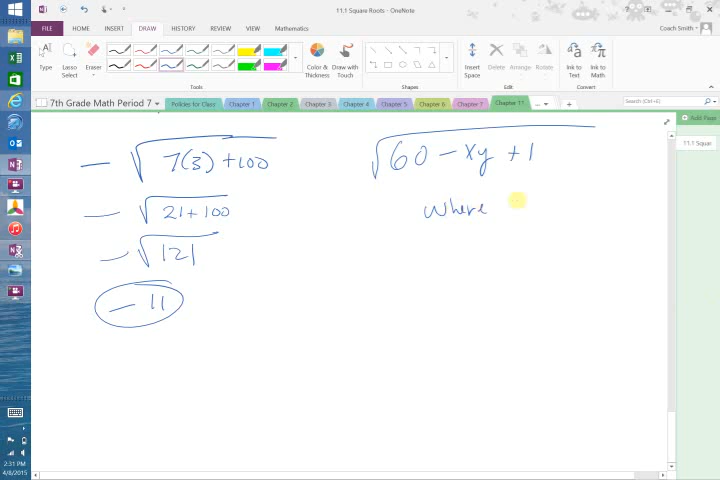 11.1 Square Roots - OneNote
FILE HOME INSERT DRAW HISTORY REVIEW VIEW Mathematics
Coach Smith
Type Lasso Select Eraser Color & Thickness Draw with Touch Insert Space Delete Arrange Rotate Ink to Text Ink to Math
Tools Shapes Edit Convert
7th Grade Math Period 7 Policies for Class Chapter 1 Chapter 2 Chapter 3 Chapter 4 Chapter 5 Chapter 6 Chapter 7 Chapter 11 ... + Search (Ctrl+E)
Add Page
11.1 Squar
- √7(3) + 100
- √21 + 100
- √121
- 11
√60 - xy + 1
Where
2:31 PM
4/8/2015